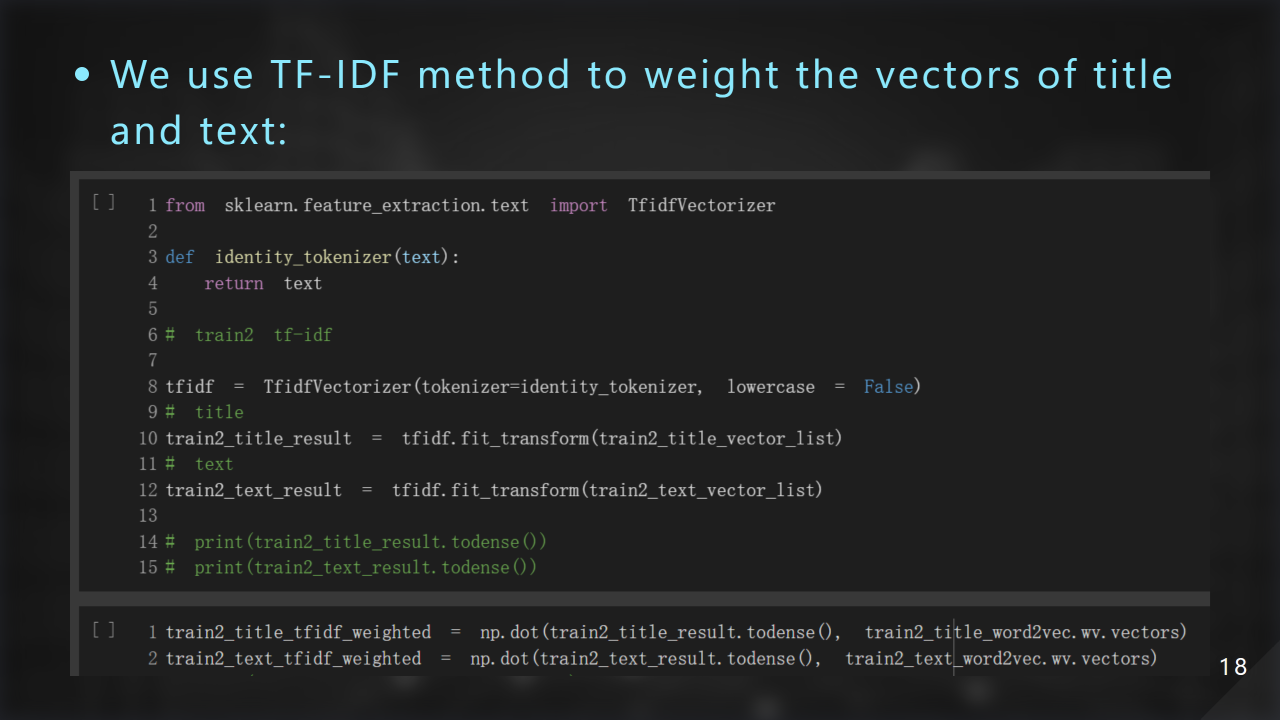 • We use TF-IDF method to weight the vectors of title
and text:
[ ] 1 from sklearn.feature_extraction.text import TfidfVectorizer
2
3 def identity_tokenizer(text):
4 return text
5
6 # train2 tf-idf
7
8 tfidf = TfidfVectorizer(tokenizer=identity_tokenizer, lowercase = False)
9 # title
10 train2_title_result = tfidf.fit_transform(train2_title_vector_list)
11 # text
12 train2_text_result = tfidf.fit_transform(train2_text_vector_list)
13
14 # print(train2_title_result.todense())
15 # print(train2_text_result.todense())
[ ] 1 train2_title_tfidf_weighted = np.dot(train2_title_result.todense(), train2_title_word2vec.wv.vectors)
2 train2_text_tfidf_weighted = np.dot(train2_text_result.todense(), train2_text_word2vec.wv.vectors)
18